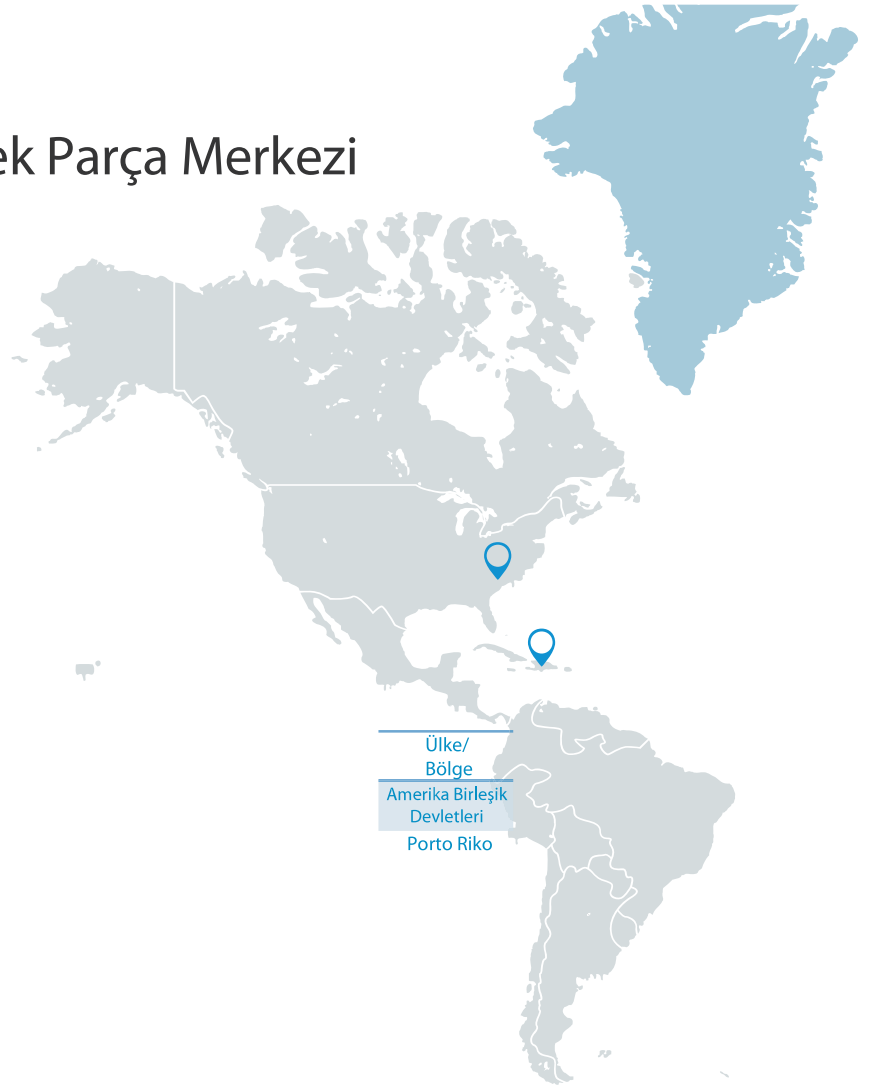 ek Parça Merkezi
Ülke/
Bölge
Amerika Birleşik
Devletleri
Porto Riko